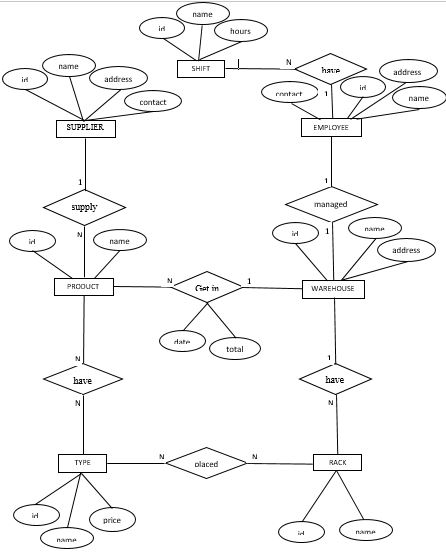 name
id
hours
SHIFT
N
have
1
contact
id
address
name
EMPLOYEE
id
name
address
contact
SUPPLIER
1
supply
N
1
managed
1
id
name
PRODUCT
id
name
address
WAREHOUSE
N
Get in
1
date
total
N
have
N
1
have
N
TYPE
N
placed
N
RACK
id
name
price
id
name